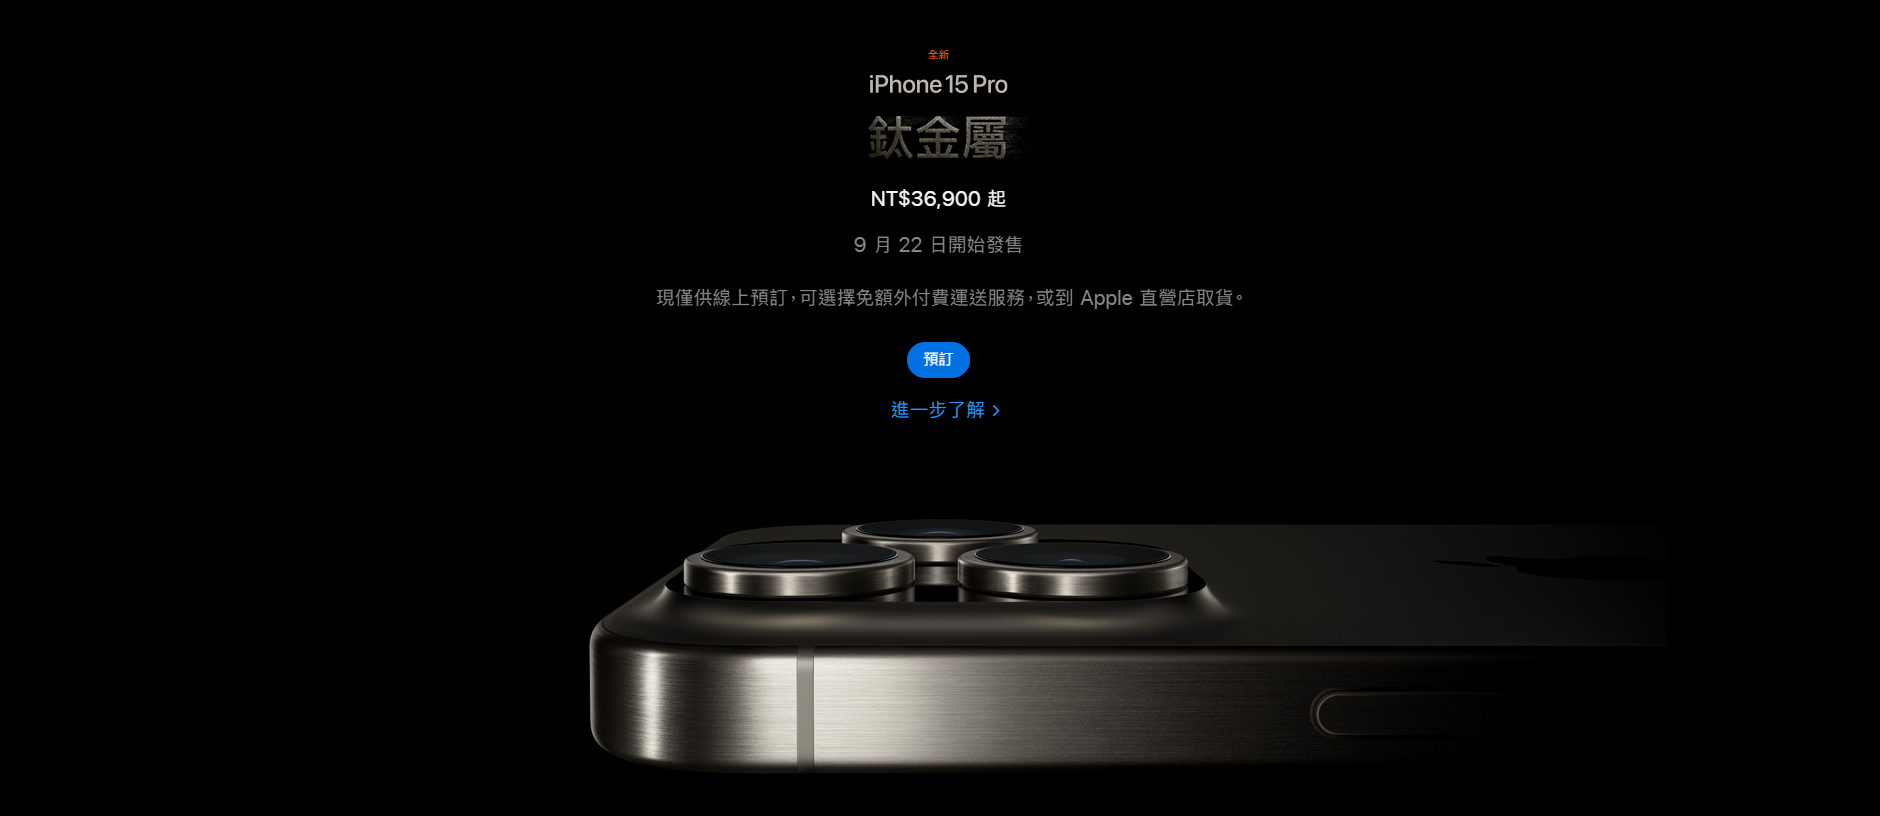 全新
iPhone 15 Pro
鈦金屬
NT$36,900 起
9 月 22 日開始發售
現僅供線上預訂，可選擇免額外付費運送服務，或到 Apple 直營店取貨。
預訂
進一步了解 >